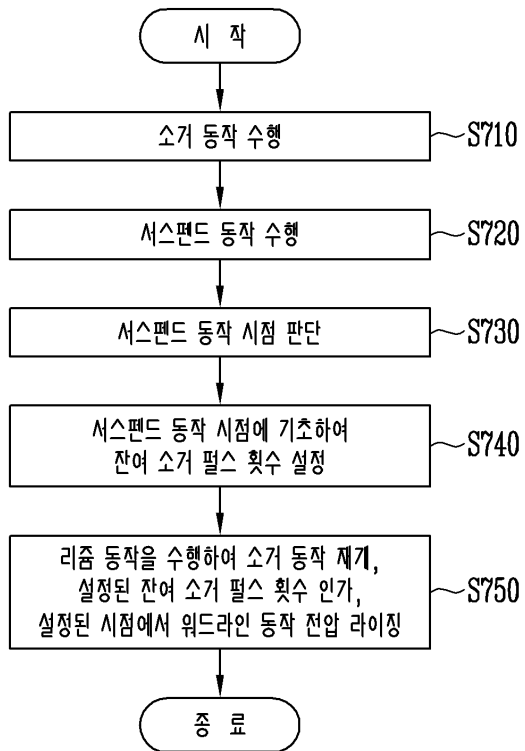 시 작
소거 동작 수행
S710
서스펜드 동작 수행
S720
서스펜드 동작 시점 판단
S730
서스펜드 동작 시점에 기초하여
잔여 소거 펄스 횟수 설정
S740
리줌 동작을 수행하여 소거 동작 재개,
설정된 잔여 소거 펄스 횟수 인가,
설정된 시점에서 워드라인 동작 전압 라이징
S750
종 료